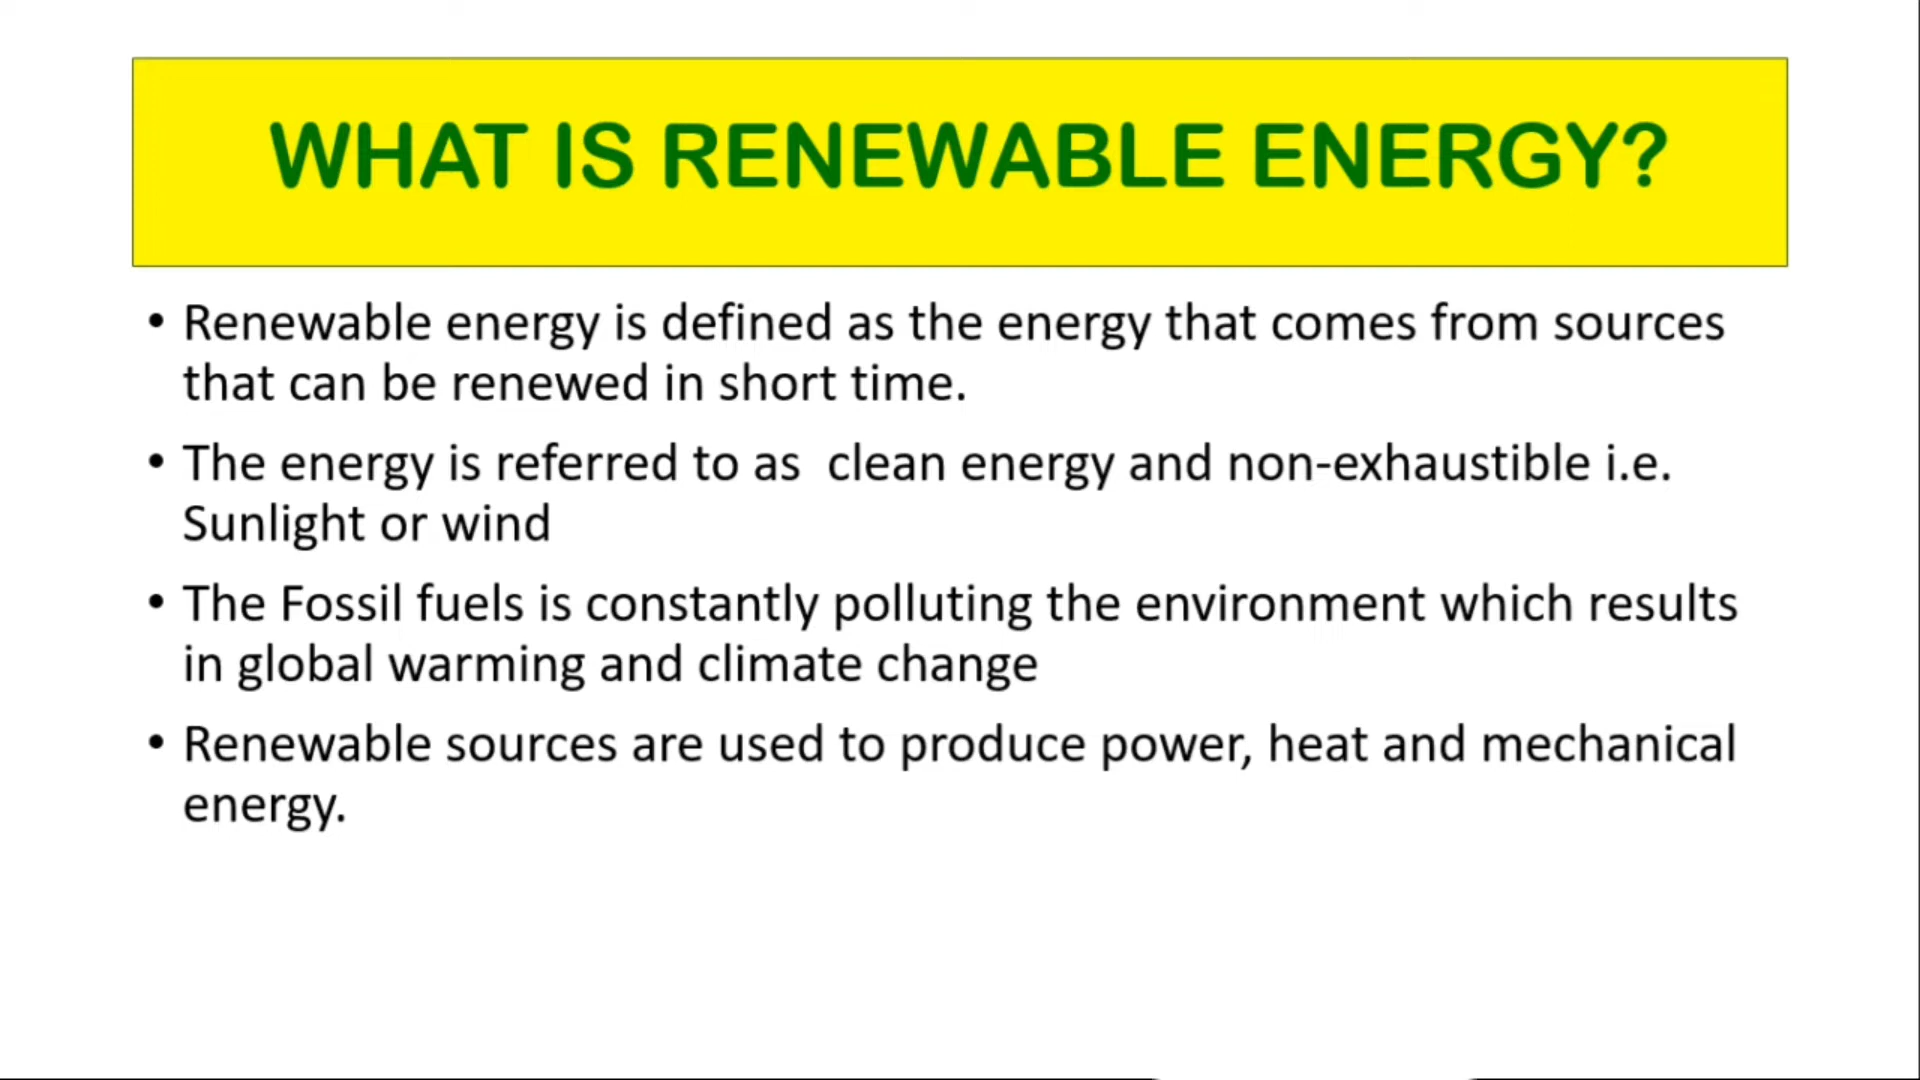 WHAT IS RENEWABLE ENERGY?
• Renewable energy is defined as the energy that comes from sources
that can be renewed in short time.
• The energy is referred to as  clean energy and non-exhaustible i.e.
Sunlight or wind
• The Fossil fuels is constantly polluting the environment which results
in global warming and climate change
• Renewable sources are used to produce power, heat and mechanical
energy.